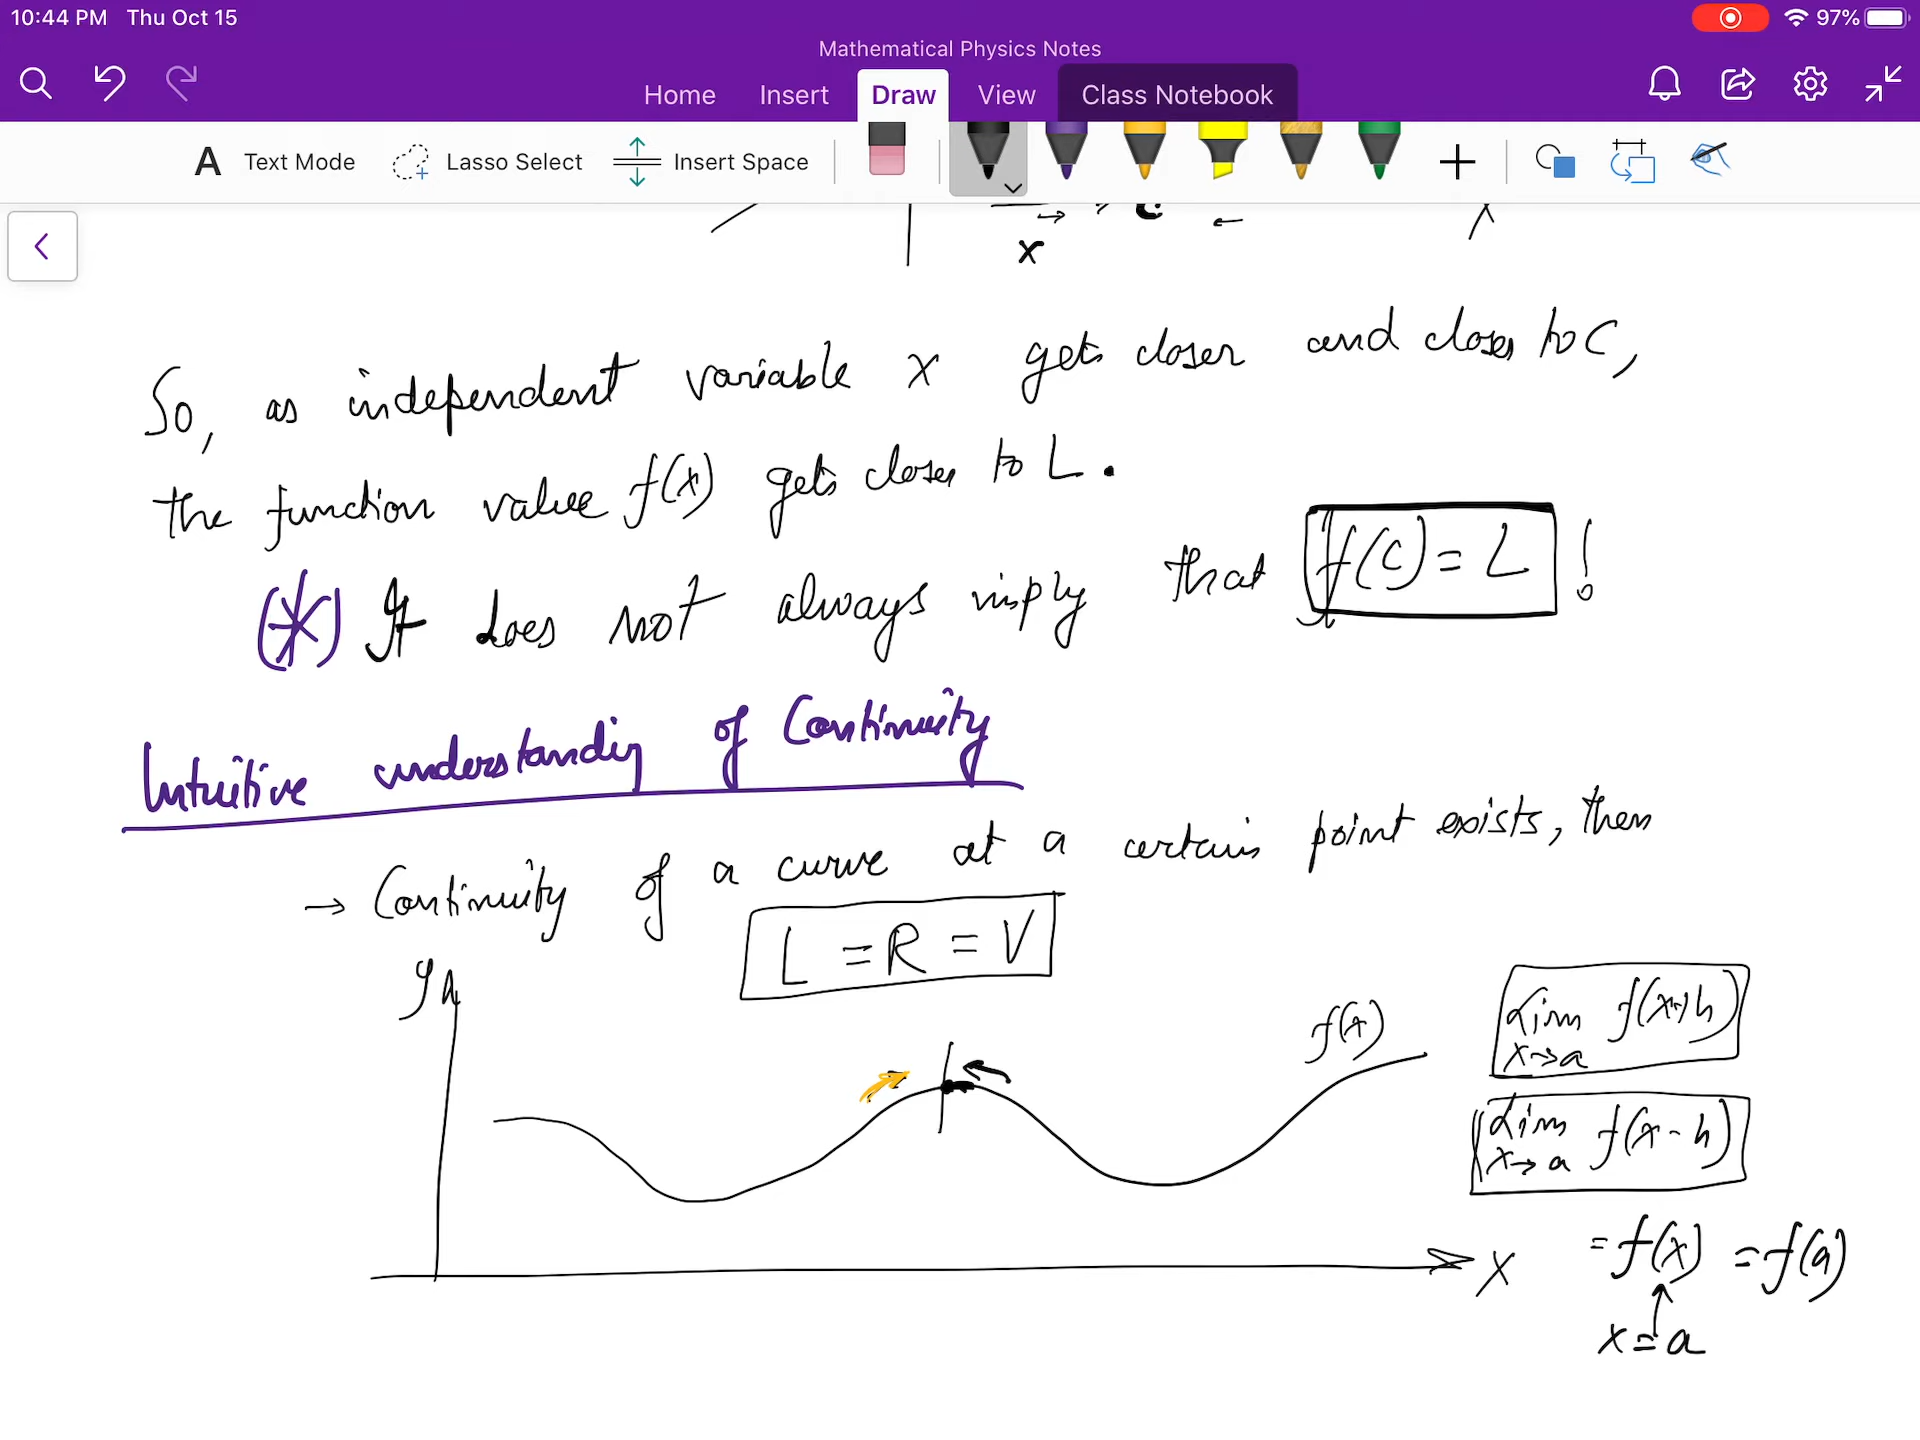 10:44 PM Thu Oct 15
97%
Mathematical Physics Notes
Home Insert Draw View Class Notebook
A Text Mode Lasso Select Insert Space
x
So, as independent variable x gets closer and closer to C,
the function value f(x) gets closer to L.
(*) It does not always imply that f(C) = L !
Intuitive understanding of Continuity
→ Continuity of a curve at a certain point exists, then
L = R = V
y
f(x)
lim f(x+h)
x→a
lim f(x-h)
x→a
x
= f(x) = f(a)
x = a